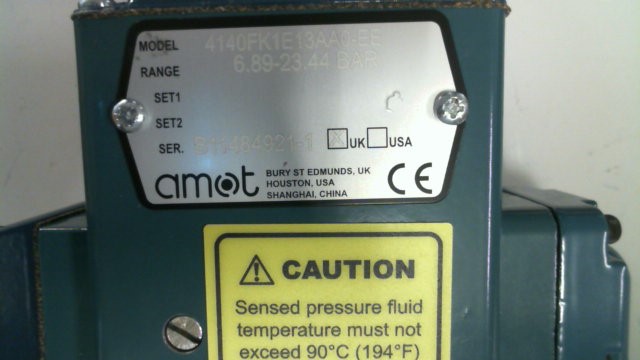 MODEL 4140FK1E13AA0-EE
RANGE 6.89-23.44 BAR
SET1
SET2
SER. UK USA
amot BURY ST EDMUNDS, UK
HOUSTON, USA
SHANGHAI, CHINA
CE
CAUTION
Sensed pressure fluid
temperature must not
exceed 90°C (194°F)